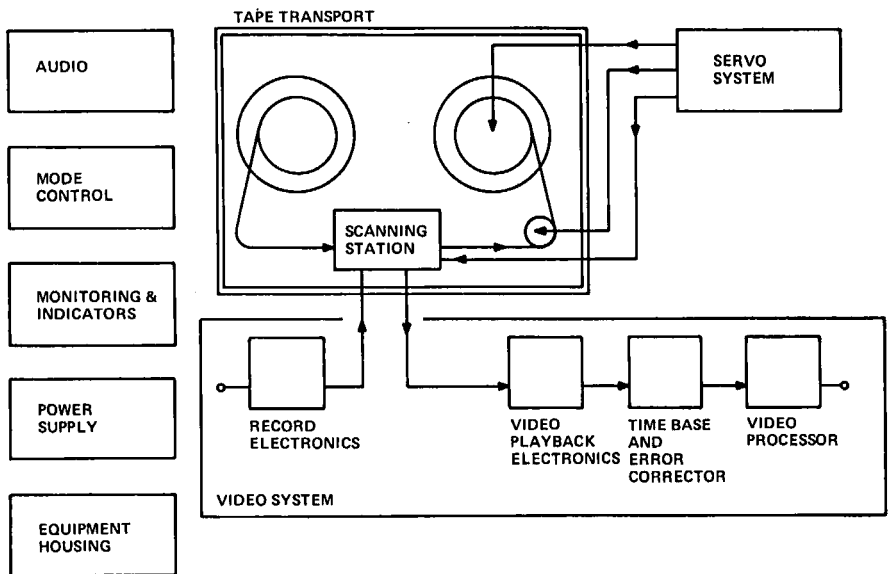 TAPE TRANSPORT
AUDIO
SERVO
SYSTEM
MODE
CONTROL
SCANNING
STATION
MONITORING &
INDICATORS
POWER
SUPPLY
RECORD
ELECTRONICS
VIDEO
PLAYBACK
ELECTRONICS
TIME BASE
AND
ERROR
CORRECTOR
VIDEO
PROCESSOR
VIDEO SYSTEM
EQUIPMENT
HOUSING